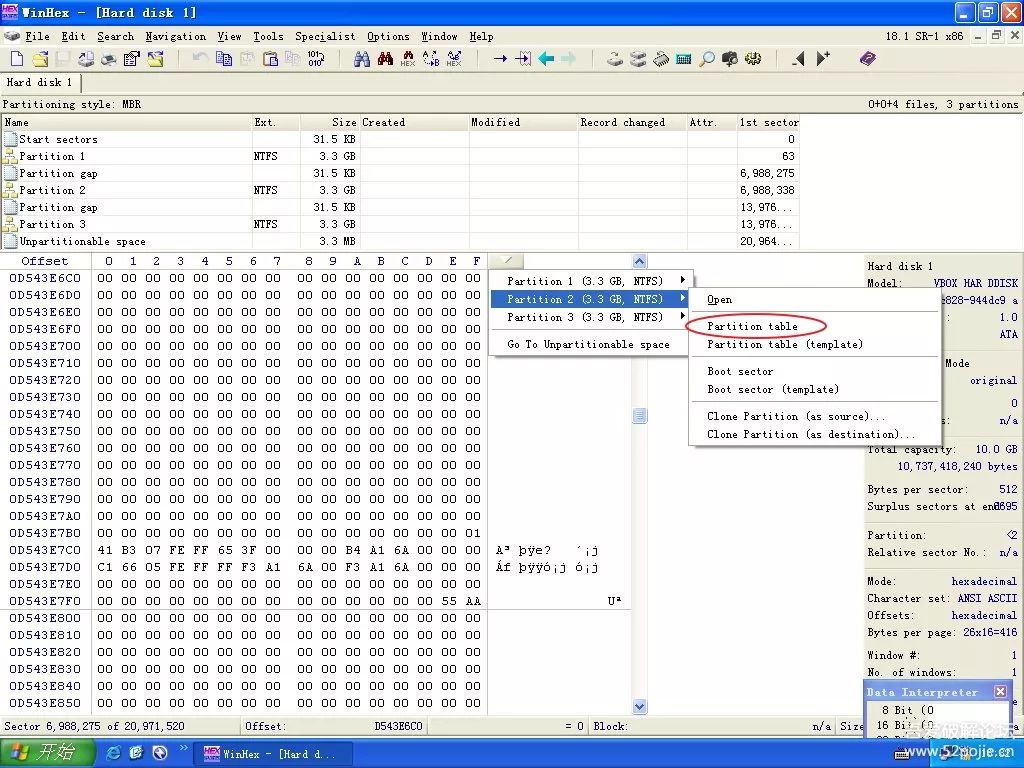 WinHex - [Hard disk 1]
File Edit Search Navigation View Tools Specialist Options Window Help 18.1 SR-1 x86
Hard disk 1
Partitioning style: MBR 0+0+4 files, 3 partitions
Name Ext. Size Created Modified Record changed Attr. 1st sector
Start sectors 31.5 KB 0
Partition 1 NTFS 3.3 GB 63
Partition gap 31.5 KB 6,988,275
Partition 2 NTFS 3.3 GB 6,988,338
Partition gap 31.5 KB 13,976...
Partition 3 NTFS 3.3 GB 13,976...
Unpartitionable space 3.3 MB 20,964...
Offset 0 1 2 3 4 5 6 7 8 9 A B C D E F
0D543E6C0 00 00 00 00 00 00 00 00 00 00 00 00 00 00 00 00
0D543E6D0 00 00 00 00 00 00 00 00 00 00 00 00 00 00 00 00
0D543E6E0 00 00 00 00 00 00 00 00 00 00 00 00 00 00 00 00
0D543E6F0 00 00 00 00 00 00 00 00 00 00 00 00 00 00 00 00
0D543E700 00 00 00 00 00 00 00 00 00 00 00 00 00 00 00 00
0D543E710 00 00 00 00 00 00 00 00 00 00 00 00 00 00 00 00
0D543E720 00 00 00 00 00 00 00 00 00 00 00 00 00 00 00 00
0D543E730 00 00 00 00 00 00 00 00 00 00 00 00 00 00 00 00
0D543E740 00 00 00 00 00 00 00 00 00 00 00 00 00 00 00 00
0D543E750 00 00 00 00 00 00 00 00 00 00 00 00 00 00 00 00
0D543E760 00 00 00 00 00 00 00 00 00 00 00 00 00 00 00 00
0D543E770 00 00 00 00 00 00 00 00 00 00 00 00 00 00 00 00
0D543E780 00 00 00 00 00 00 00 00 00 00 00 00 00 00 00 00
0D543E790 00 00 00 00 00 00 00 00 00 00 00 00 00 00 00 00
0D543E7A0 00 00 00 00 00 00 00 00 00 00 00 00 00 00 00 00
0D543E7B0 00 00 00 00 00 00 00 00 00 00 00 00 00 00 00 01
0D543E7C0 41 B3 07 FE FF 65 3F 00 00 00 B4 A1 6A 00 00 00 A³ þÿe? ´¡j
0D543E7D0 C1 66 05 FE FF FF F3 A1 6A 00 F3 A1 6A 00 00 00 Áf þÿÿó¡j ó¡j
0D543E7E0 00 00 00 00 00 00 00 00 00 00 00 00 00 00 00 00
0D543E7F0 00 00 00 00 00 00 00 00 00 00 00 00 00 00 55 AA Uª
0D543E800 00 00 00 00 00 00 00 00 00 00 00 00 00 00 00 00
0D543E810 00 00 00 00 00 00 00 00 00 00 00 00 00 00 00 00
0D543E820 00 00 00 00 00 00 00 00 00 00 00 00 00 00 00 00
0D543E830 00 00 00 00 00 00 00 00 00 00 00 00 00 00 00 00
0D543E840 00 00 00 00 00 00 00 00 00 00 00 00 00 00 00 00
0D543E850 00 00 00 00 00 00 00 00 00 00 00 00 00 00 00 00
Partition 1 (3.3 GB, NTFS)
Partition 2 (3.3 GB, NTFS)
Partition 3 (3.3 GB, NTFS)
Go To Unpartitionable space
Open
Partition table
Partition table (template)
Boot sector
Boot sector (template)
Clone Partition (as source)...
Clone Partition (as destination)...
Hard disk 1
Model: VBOX HAR DDISK
c828-944dc9 a
1.0
ATA
Mode
original
0
n/a
Total capacity: 10.0 GB
10,737,418,240 bytes
Bytes per sector: 512
Surplus sectors at end
Partition: <2
Relative sector No.: n/a
Mode: hexadecimal
Character set: ANSI ASCII
Offsets: hexadecimal
Bytes per page: 26x16=416
Window #: 1
No. of windows: 1
Data Interpreter
8 Bit (
16 Bit (
Sector 6,988,275 of 20,971,520 Offset: D543E6C0 = 0 Block: n/a Size
开始 WinHex - [Hard d...
吾爱破解论坛
www.52pojie.cn